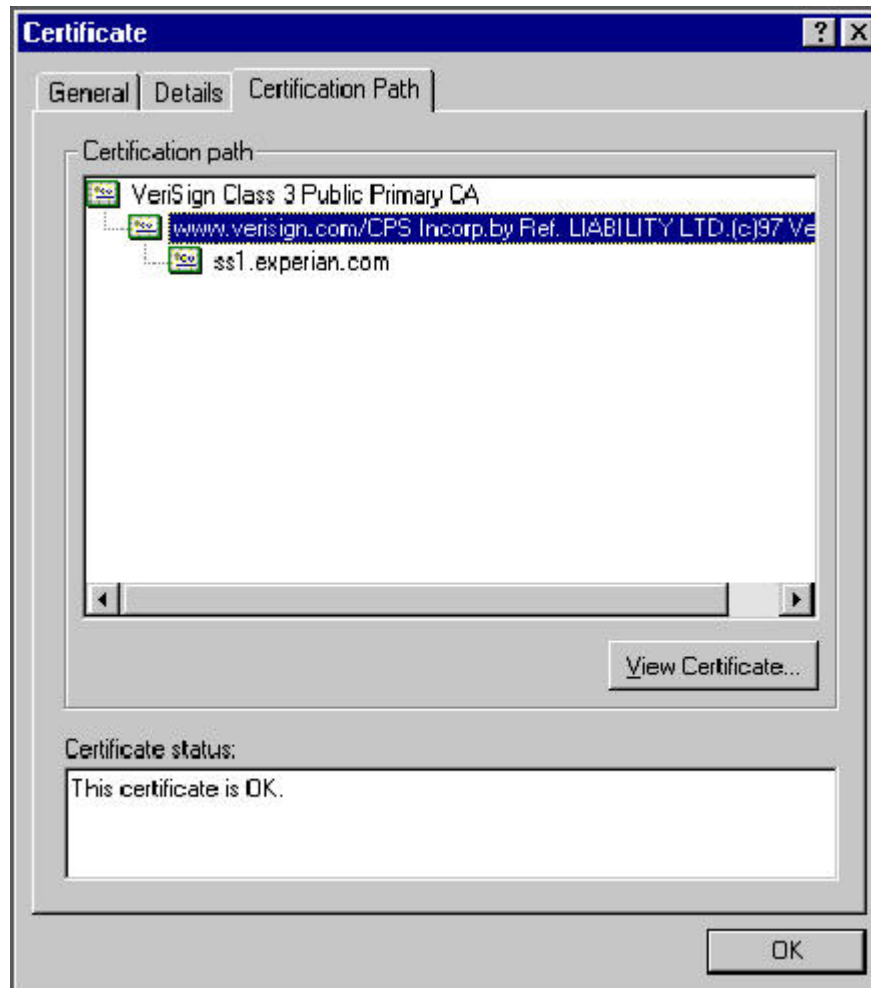 Certificate
General Details Certification Path
Certification path
VeriSign Class 3 Public Primary CA
www.verisign.com/CPS Incorp.by Ref. LIABILITY LTD.(c)97 Ve
ss1.experian.com
View Certificate...
Certificate status:
This certificate is OK.
OK